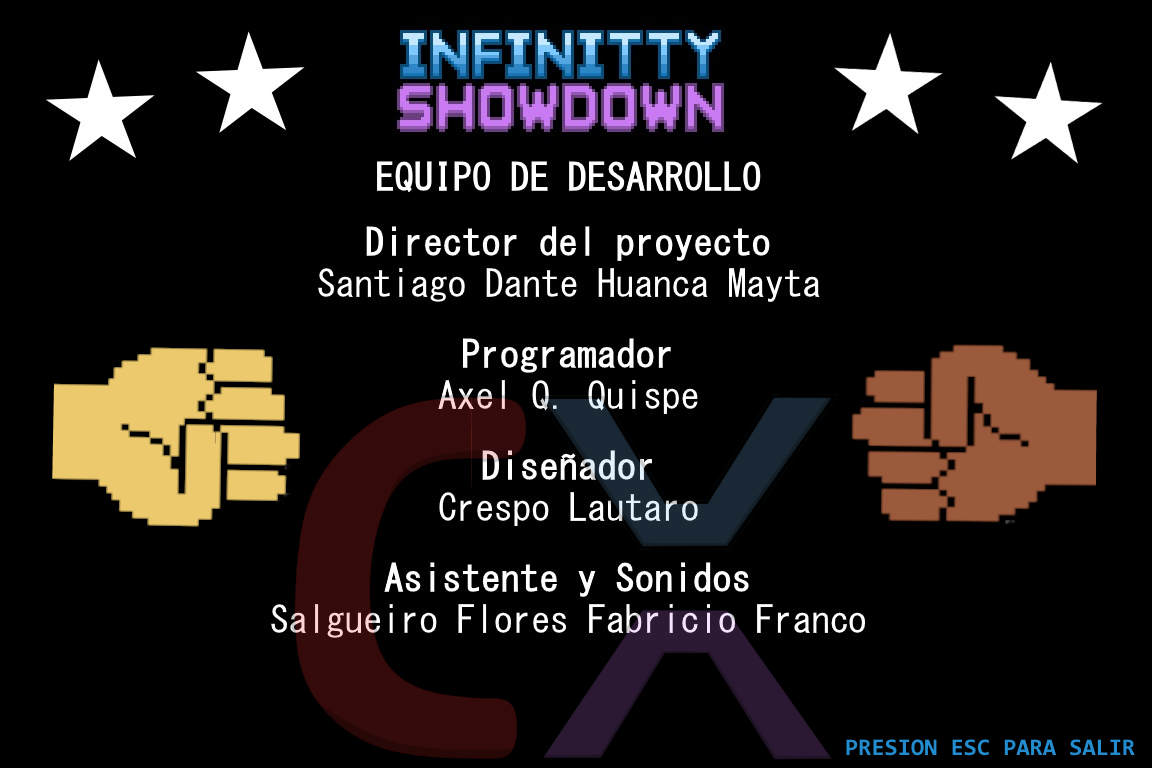 INFINITTY
SHOWDOWN
EQUIPO DE DESARROLLO
Director del proyecto
Santiago Dante Huanca Mayta
Programador
Axel Q. Quispe
Diseñador
Crespo Lautaro
Asistente y Sonidos
Salgueiro Flores Fabricio Franco
CX
PRESION ESC PARA SALIR